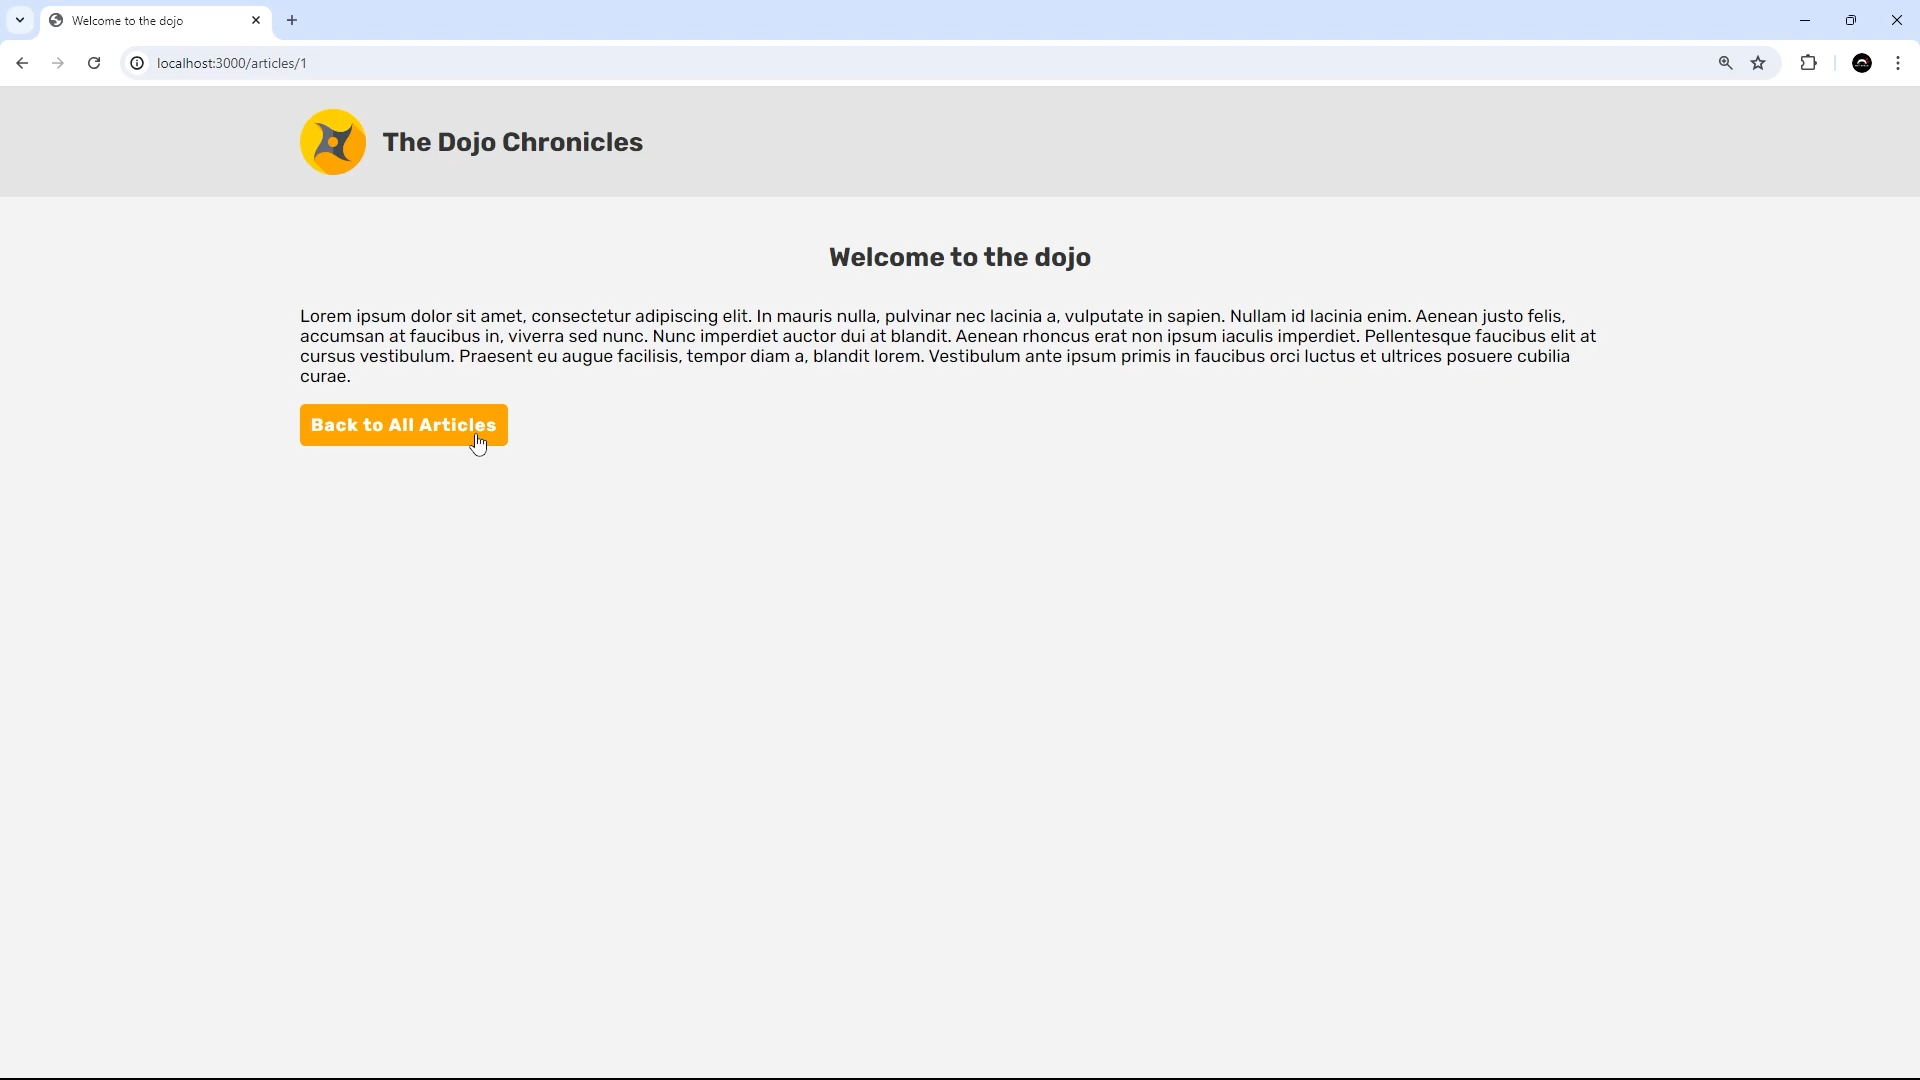 Welcome to the dojo
localhost:3000/articles/1
The Dojo Chronicles
Welcome to the dojo
Lorem ipsum dolor sit amet, consectetur adipiscing elit. In mauris nulla, pulvinar nec lacinia a, vulputate in sapien. Nullam id lacinia enim. Aenean justo felis,
accumsan at faucibus in, viverra sed nunc. Nunc imperdiet auctor dui at blandit. Aenean rhoncus erat non ipsum iaculis imperdiet. Pellentesque faucibus elit at
cursus vestibulum. Praesent eu augue facilisis, tempor diam a, blandit lorem. Vestibulum ante ipsum primis in faucibus orci luctus et ultrices posuere cubilia
curae.
Back to All Articles